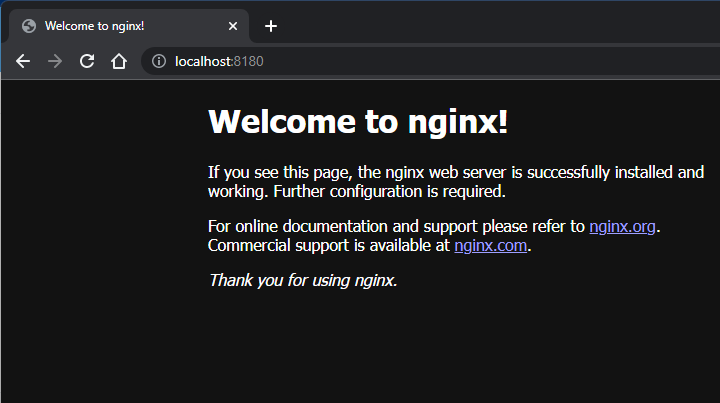 Welcome to nginx!
localhost:8180
Welcome to nginx!
If you see this page, the nginx web server is successfully installed and
working. Further configuration is required.
For online documentation and support please refer to nginx.org.
Commercial support is available at nginx.com.
Thank you for using nginx.